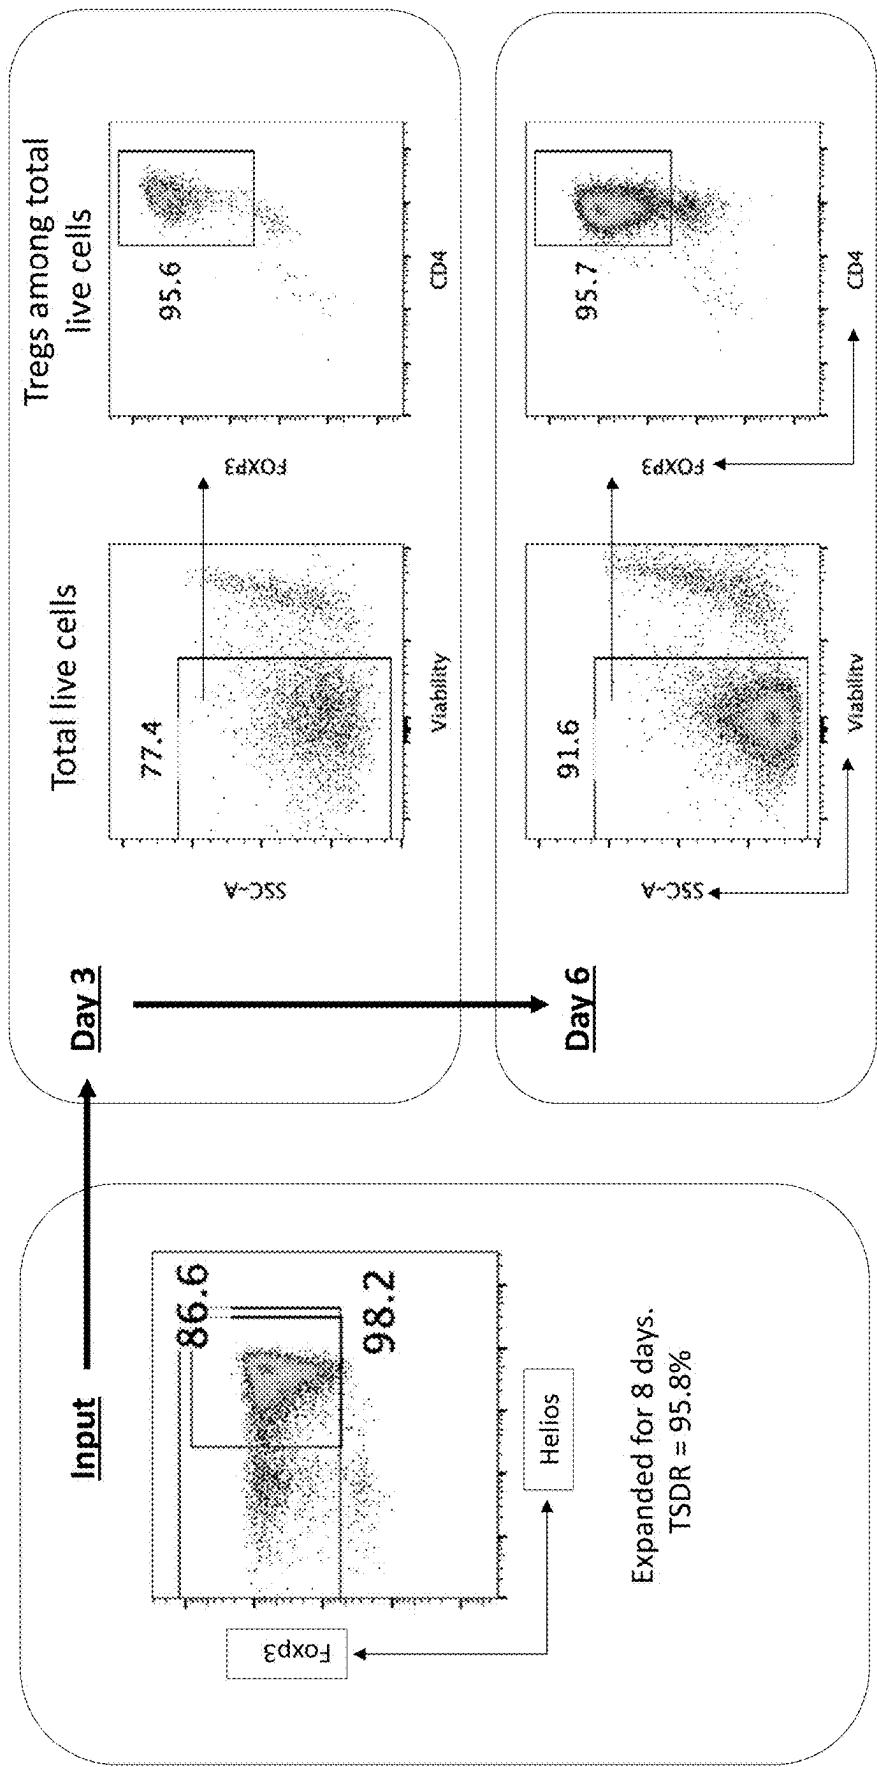 Input
86.6
98.2
Foxp3
Helios
Expanded for 8 days.
TSDR = 95.8%
Day 3
Total live cells
77.4
SSC-A
Viability
Tregs among total
live cells
95.6
FOXP3
CD4
Day 6
91.6
SSC-A
Viability
95.7
FOXP3
CD4